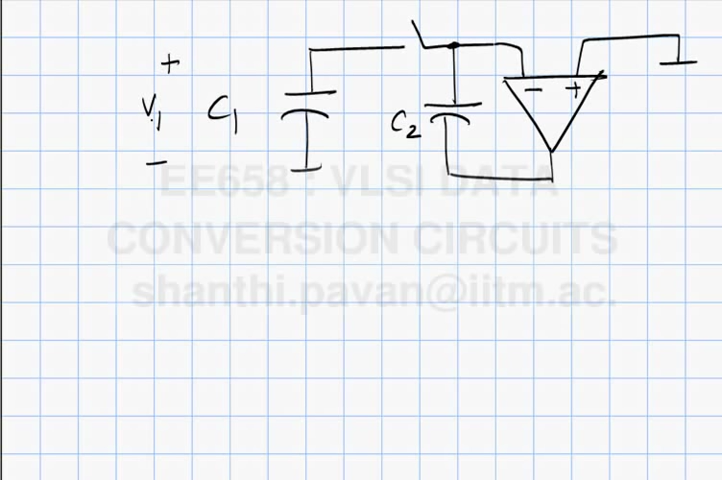 +
V1 C1 C2 − +
−
EE658 : VLSI DATA
CONVERSION CIRCUITS
shanthi.pavan@iitm.ac.